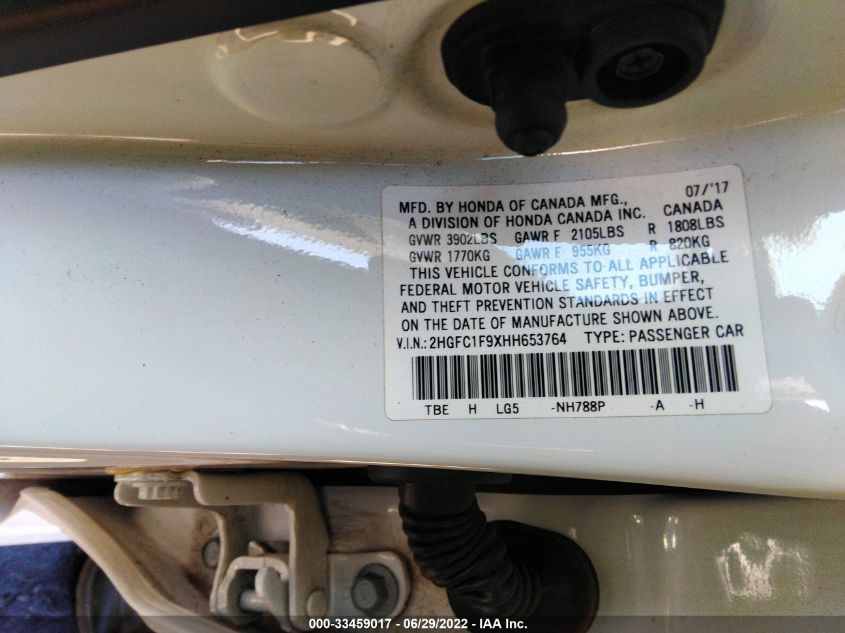 07/'17
MFD. BY HONDA OF CANADA MFG.,
A DIVISION OF HONDA CANADA INC. CANADA
GVWR 3902LBS GAWR F 2105LBS R 1808LBS
GVWR 1770KG GAWR F 955KG R 820KG
THIS VEHICLE CONFORMS TO ALL APPLICABLE
FEDERAL MOTOR VEHICLE SAFETY, BUMPER,
AND THEFT PREVENTION STANDARDS IN EFFECT
ON THE DATE OF MANUFACTURE SHOWN ABOVE.
V.I.N.: 2HGFC1F9XHH653764 TYPE: PASSENGER CAR
TBE H LG5 -NH788P -A -H
000-33459017 06/29/2022 - IAA Inc.